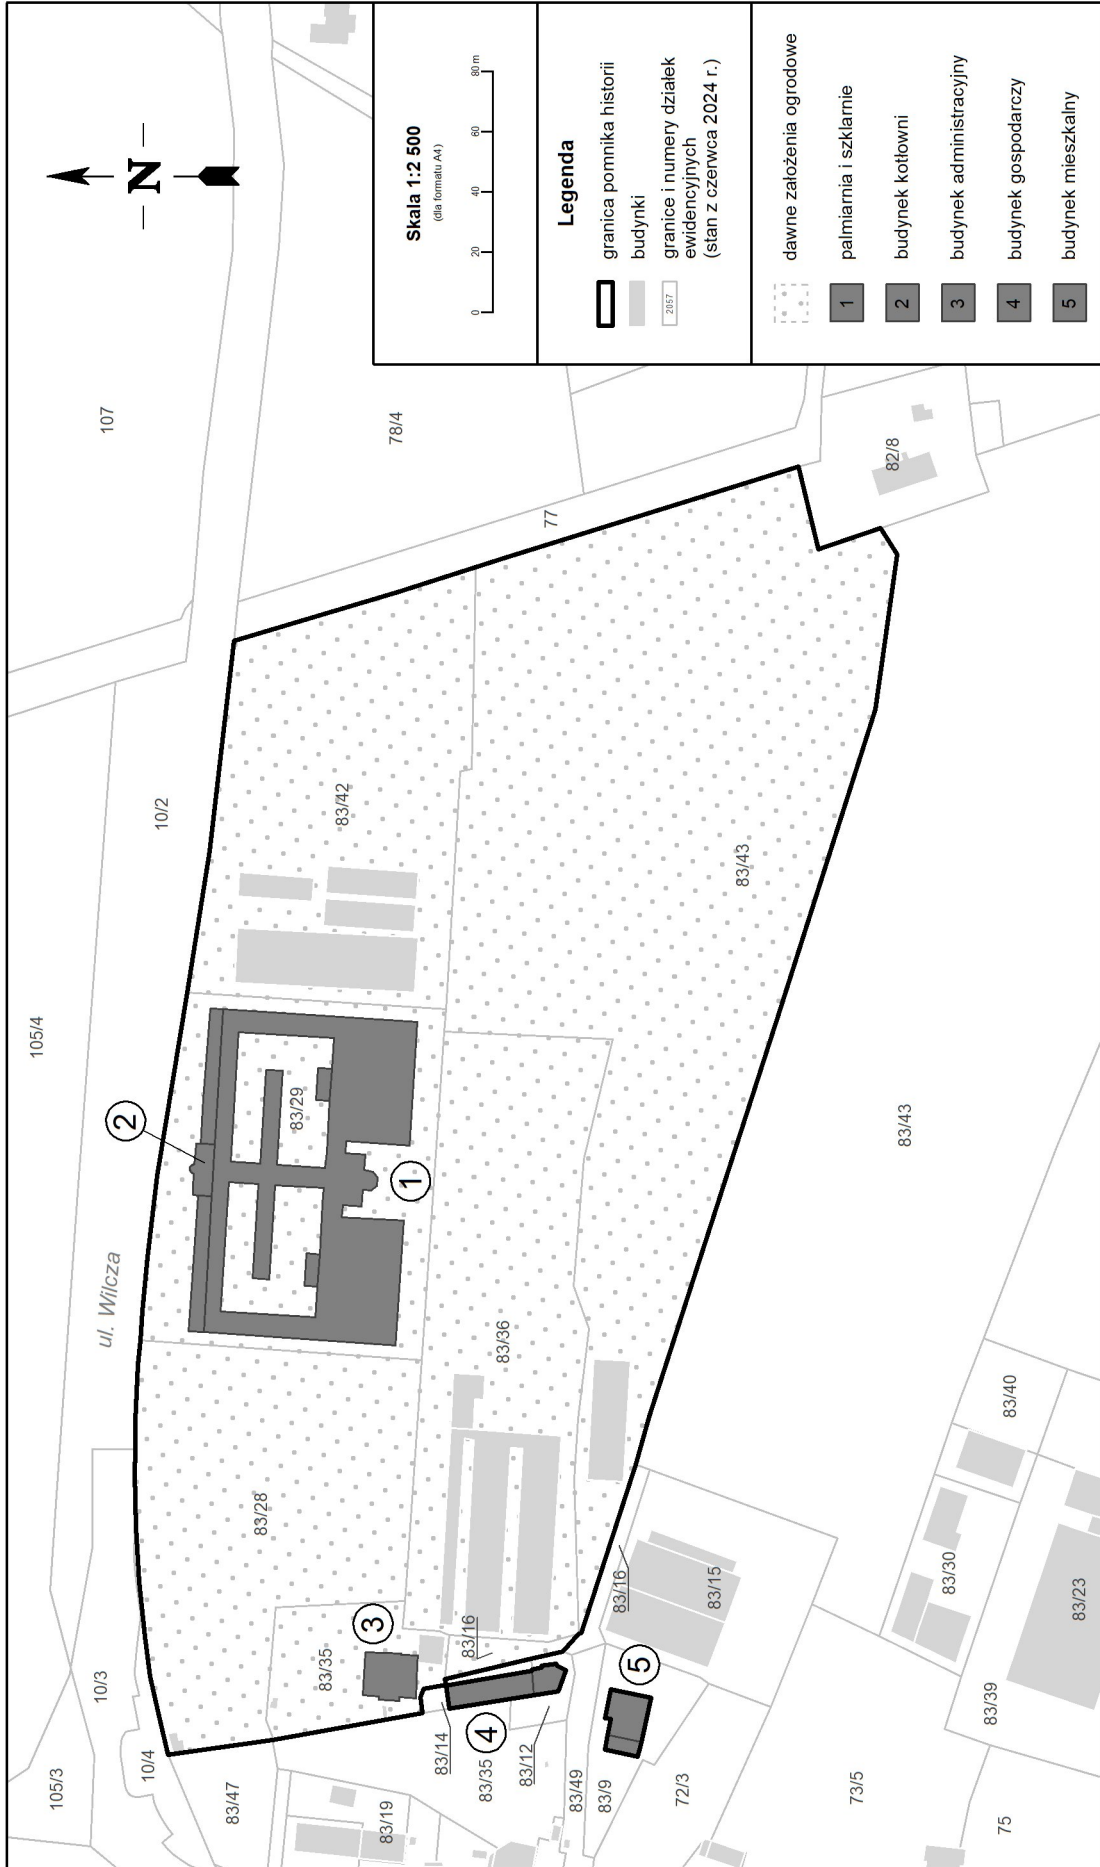 107
N
105/4
10/2
ul. Wilcza
105/3
10/3
10/4
83/47
83/28
83/29
83/42
78/4
77
82/8
83/35
83/19
83/14
83/35
83/12
83/49
83/9
83/16
83/16
83/36
83/43
83/43
83/15
72/3
73/5
75
83/30
83/39
83/40
83/23
1
2
3
4
5
Skala 1:2 500
(dla formatu A4)
0 20 40 60 80 m
Legenda
granica pomnika historii
budynki
2057 granice i numery działek
ewidencyjnych
(stan z czerwca 2024 r.)
dawne założenia ogrodowe
1 palmiarnia i szklarnie
2 budynek kotłowni
3 budynek administracyjny
4 budynek gospodarczy
5 budynek mieszkalny